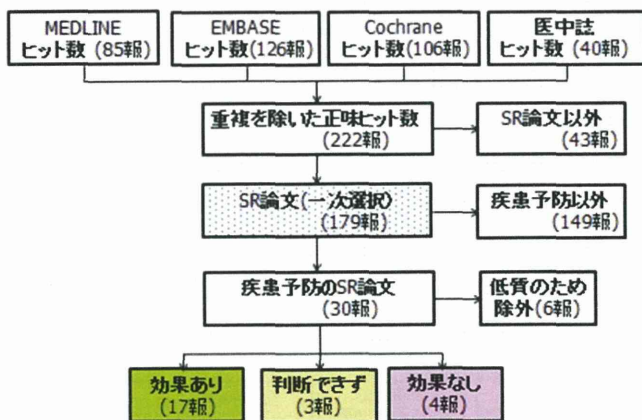 MEDLINE
ヒット数 (85報)
EMBASE
ヒット数(126報)
Cochrane
ヒット数(106報)
医中誌
ヒット数(40報)
重複を除いた正味ヒット数
(222報)
SR論文以外
(43報)
SR論文(一次選択)
(179報)
疾患予防以外
(149報)
疾患予防のSR論文
(30報)
低質のため
除外(6報)
効果あり
(17報)
判断できず
(3報)
効果なし
(4報)